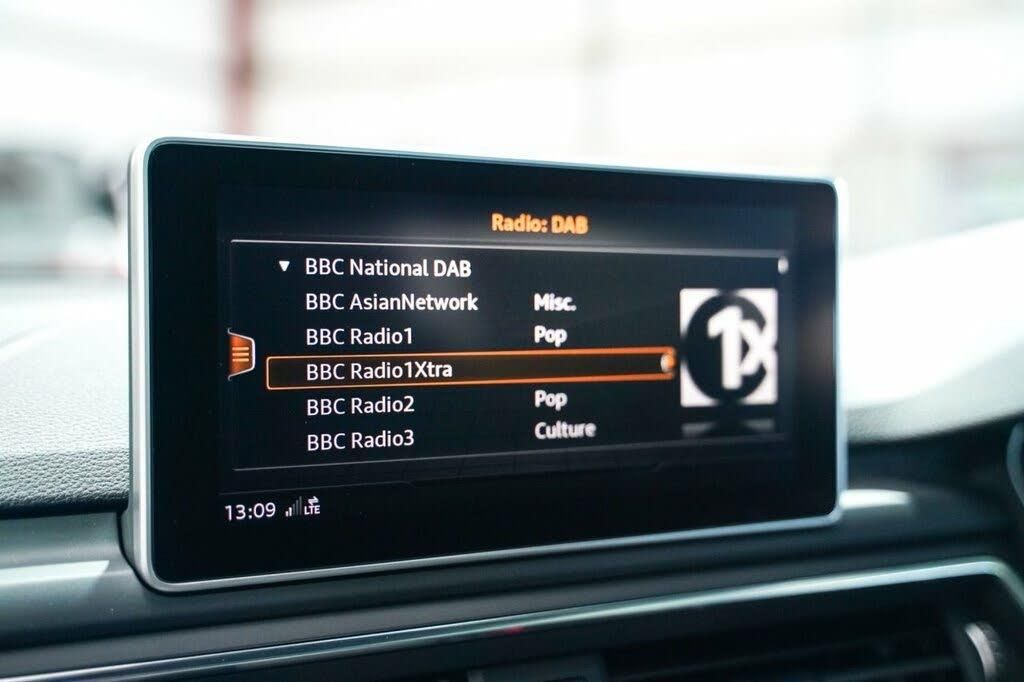 Radio: DAB
BBC National DAB
BBC AsianNetwork Misc.
BBC Radio1 Pop
BBC Radio1Xtra
BBC Radio2 Pop
BBC Radio3 Culture
1X
13:09 LTE